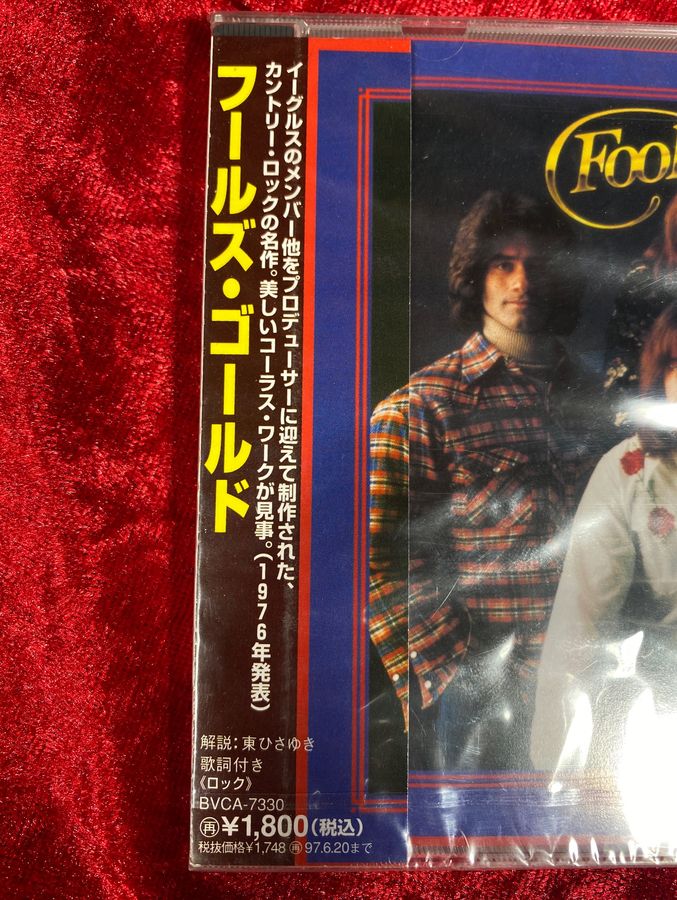 フールズ・ゴールド
イーグルスのメンバー他をプロデューサーに迎えて制作された、
カントリー・ロックの名作。美しいコーラス・ワークが見事。(1976年発表)
Fool
解説:東ひさゆき
歌詞付き
《ロック》
BVCA-7330
再¥1,800(税込)
税抜価格¥1,748 再97.6.20まで